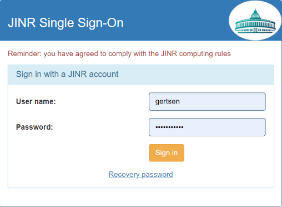 JINR Single Sign-On
Reminder: you have agreed to comply with the JINR computing rules
Sign in with a JINR account
User name:
gertsen
Password:
•••••••••••
Sign in
Recovery password